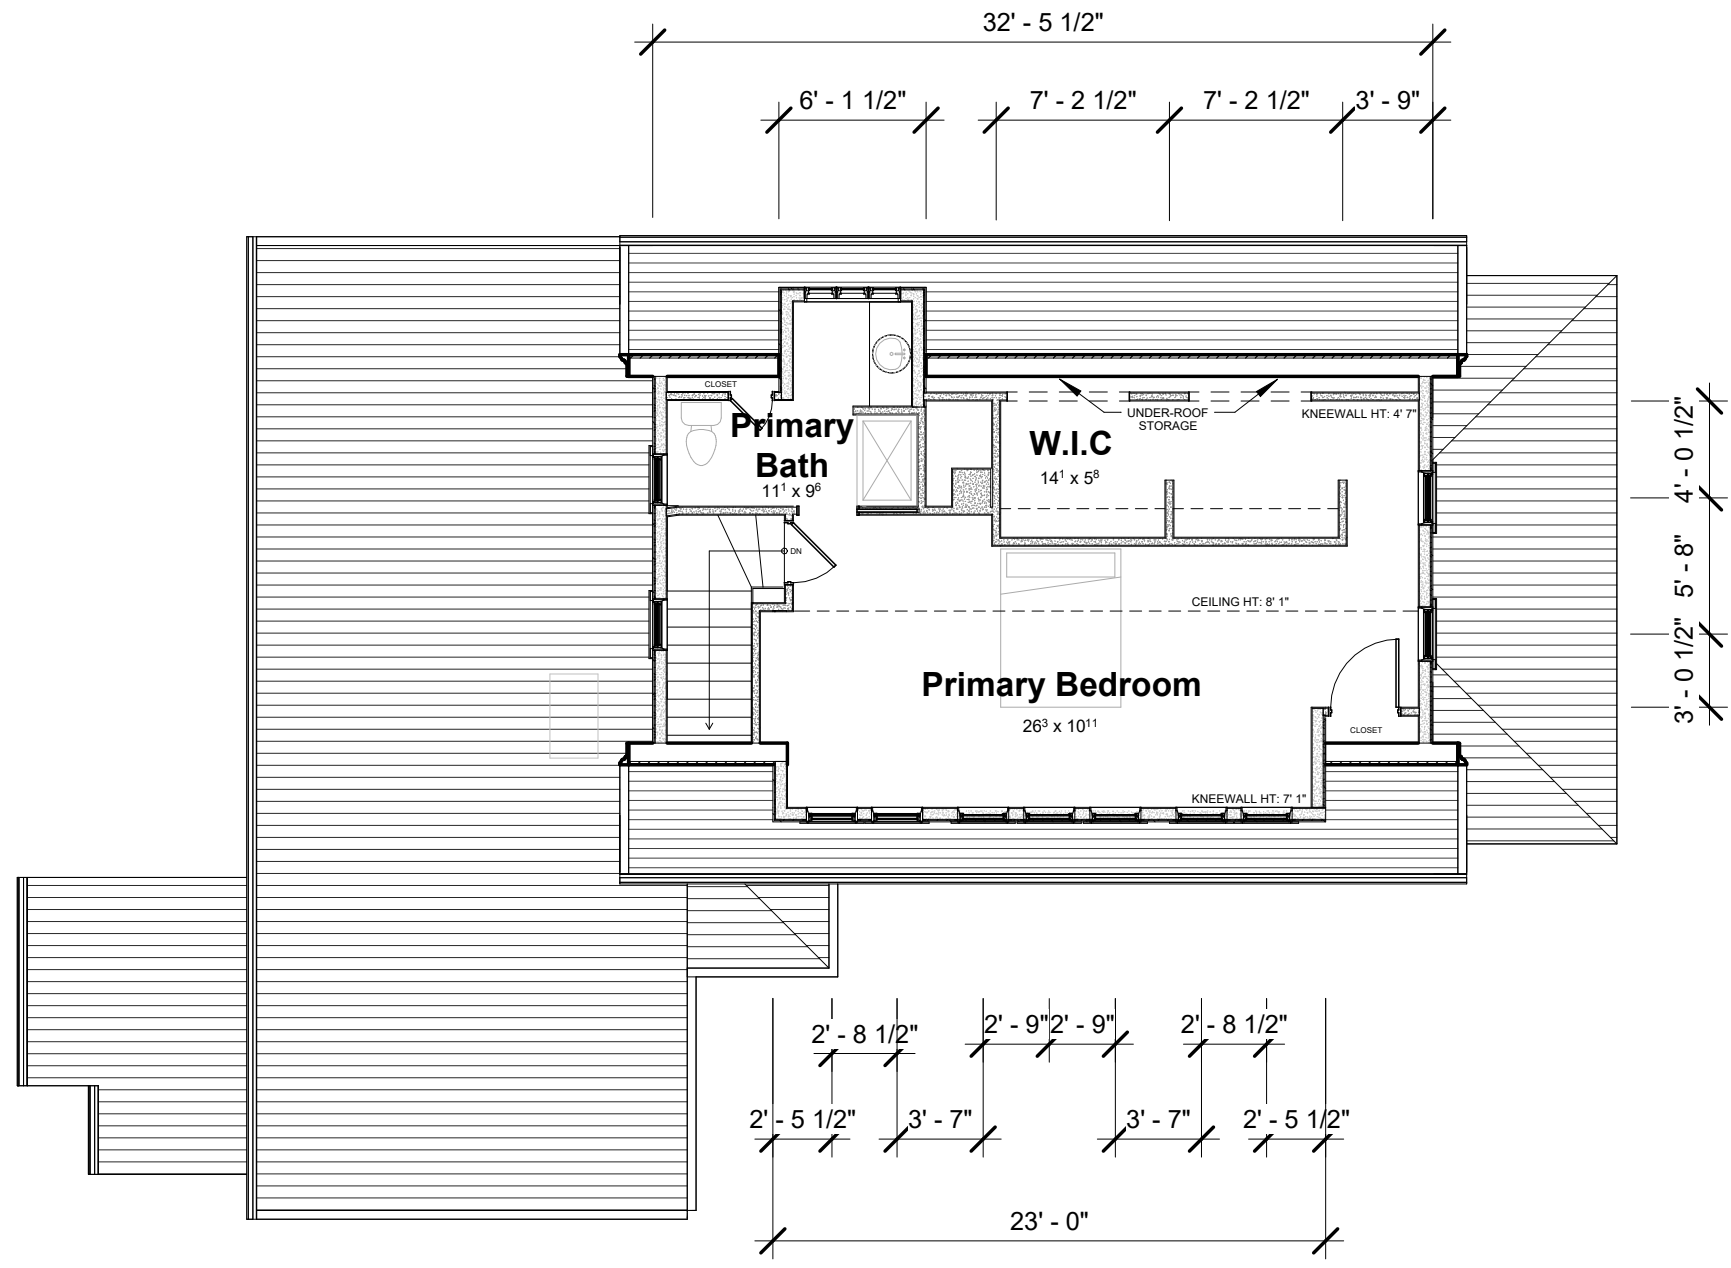 32' - 5 1/2"
6' - 1 1/2"
7' - 2 1/2"
7' - 2 1/2"
3' - 9"
CLOSET
Primary
Bath
11¹ x 9⁶
UNDER-ROOF
STORAGE
KNEEWALL HT: 4' 7"
W.I.C
14¹ x 5⁸
4' - 0 1/2"
5' - 8"
3' - 0 1/2"
DN
CEILING HT: 8' 1"
Primary Bedroom
26³ x 10¹¹
CLOSET
KNEEWALL HT: 7' 1"
2' - 8 1/2"
2' - 9"
2' - 9"
2' - 8 1/2"
2' - 5 1/2"
3' - 7"
3' - 7"
2' - 5 1/2"
23' - 0"